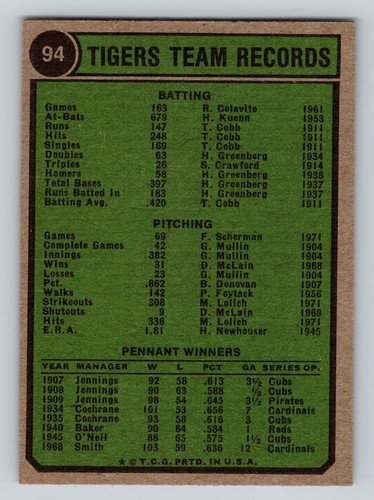 94 TIGERS TEAM RECORDS
BATTING
Games 163 R. Colavito 1961
At-Bats 679 H. Kuenn 1953
Runs 147 T. Cobb 1911
Hits 248 T. Cobb 1911
Singles 169 T. Cobb 1911
Doubles 63 H. Greenberg 1934
Triples 26 S. Crawford 1914
Homers 58 H. Greenberg 1938
Total Bases 397 H. Greenberg 1937
Runs Batted In 183 H. Greenberg 1937
Batting Avg. .420 T. Cobb 1911
PITCHING
Games 69 F. Scherman 1971
Complete Games 42 G. Mullin 1904
Innings 382 G. Mullin 1904
Wins 31 D. McLain 1968
Losses 23 G. Mullin 1904
Pct. .862 B. Donovan 1907
Walks 142 P. Foytack 1956
Strikeouts 308 M. Lolich 1971
Shutouts 9 D. McLain 1969
Hits 336 M. Lolich 1971
E.R.A. 1.81 H. Newhouser 1945
PENNANT WINNERS
YEAR MANAGER W L PCT GA SERIES OP.
1907 Jennings 92 58 .613 3½ Cubs
1908 Jennings 90 63 .588 ½ Cubs
1909 Jennings 98 54 .645 3½ Pirates
1934 Cochrane 101 53 .656 7 Cardinals
1935 Cochrane 93 58 .616 3 Cubs
1940 Baker 90 64 .584 1 Reds
1945 O'Neil 88 65 .575 1½ Cubs
1968 Smith 103 59 .636 12 Cardinals
* © T.C.G. PRTD. IN U.S.A.